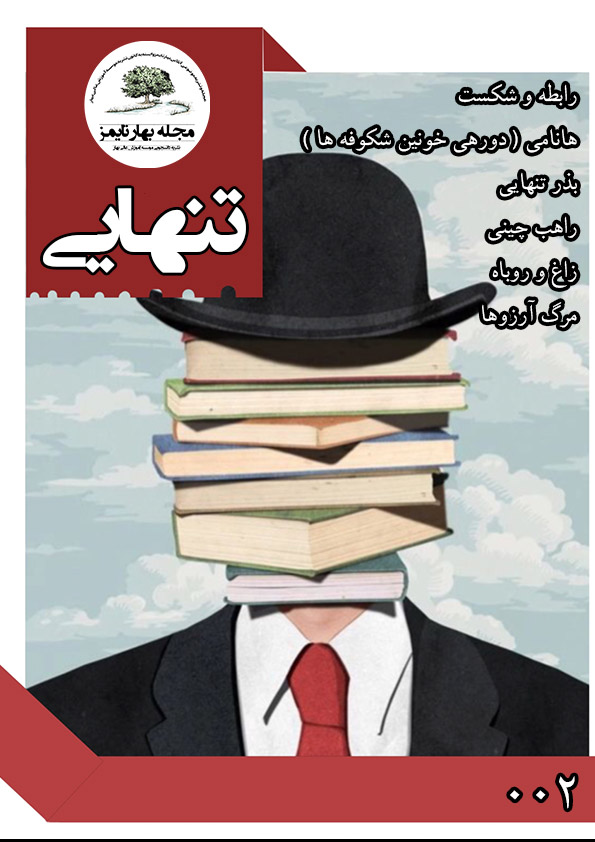 مجله بهار تایمز
تنهایی
رابطه و شکست
هانامی ( دورهی خونین شکوفه ها )
بذر تنهایی
راهب چینی
زاغ و روباه
مرگ آرزوها
۰۰۲